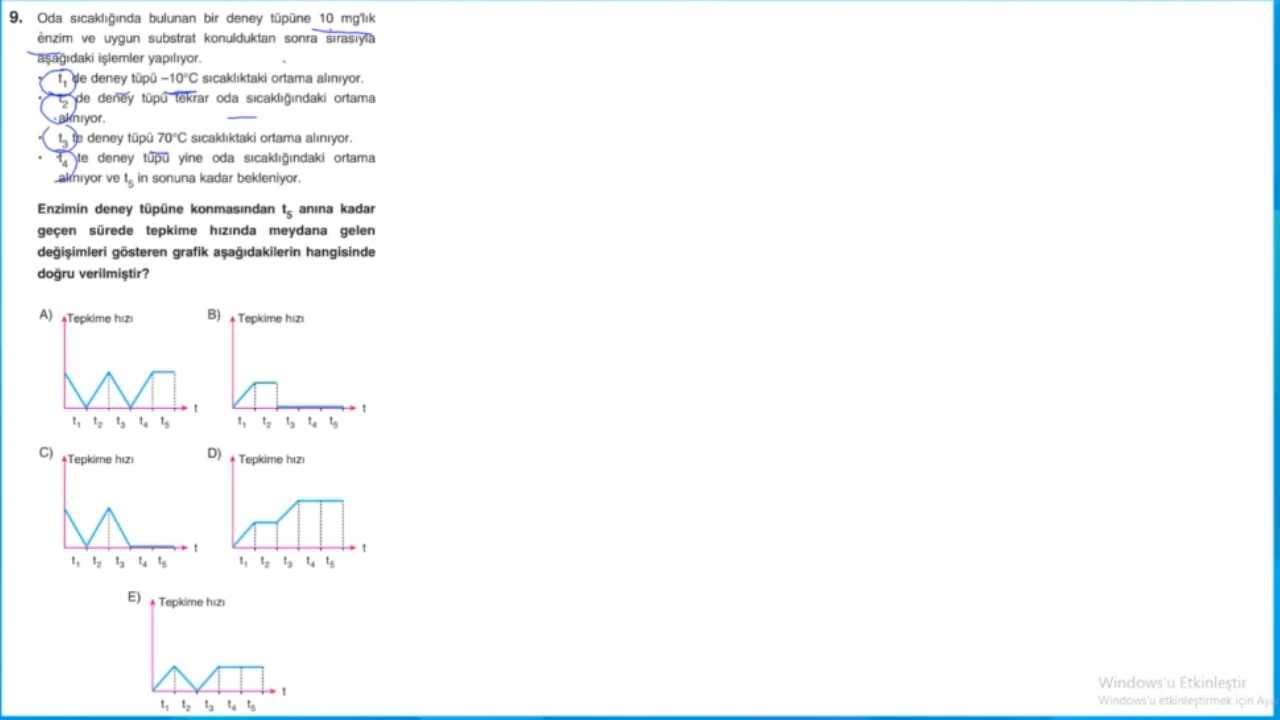 9. Oda sıcaklığında bulunan bir deney tüpüne 10 mg'lık
enzim ve uygun substrat konulduktan sonra sırasıyla
aşağıdaki işlemler yapılıyor.
• t1 de deney tüpü –10°C sıcaklıktaki ortama alınıyor.
• t2 de deney tüpü tekrar oda sıcaklığındaki ortama
alınıyor.
• t3 te deney tüpü 70°C sıcaklıktaki ortama alınıyor.
• t4 te deney tüpü yine oda sıcaklığındaki ortama
alınıyor ve t5 in sonuna kadar bekleniyor.
Enzimin deney tüpüne konmasından t5 anına kadar
geçen sürede tepkime hızında meydana gelen
değişimleri gösteren grafik aşağıdakilerin hangisinde
doğru verilmiştir?
A) Tepkime hızı
t
t1 t2 t3 t4 t5
B) Tepkime hızı
t
t1 t2 t3 t4 t5
C) Tepkime hızı
t
t1 t2 t3 t4 t5
D) Tepkime hızı
t
t1 t2 t3 t4 t5
E) Tepkime hızı
t
t1 t2 t3 t4 t5
Windows'u Etkinleştir
Windows'u etkinleştirmek için Aya